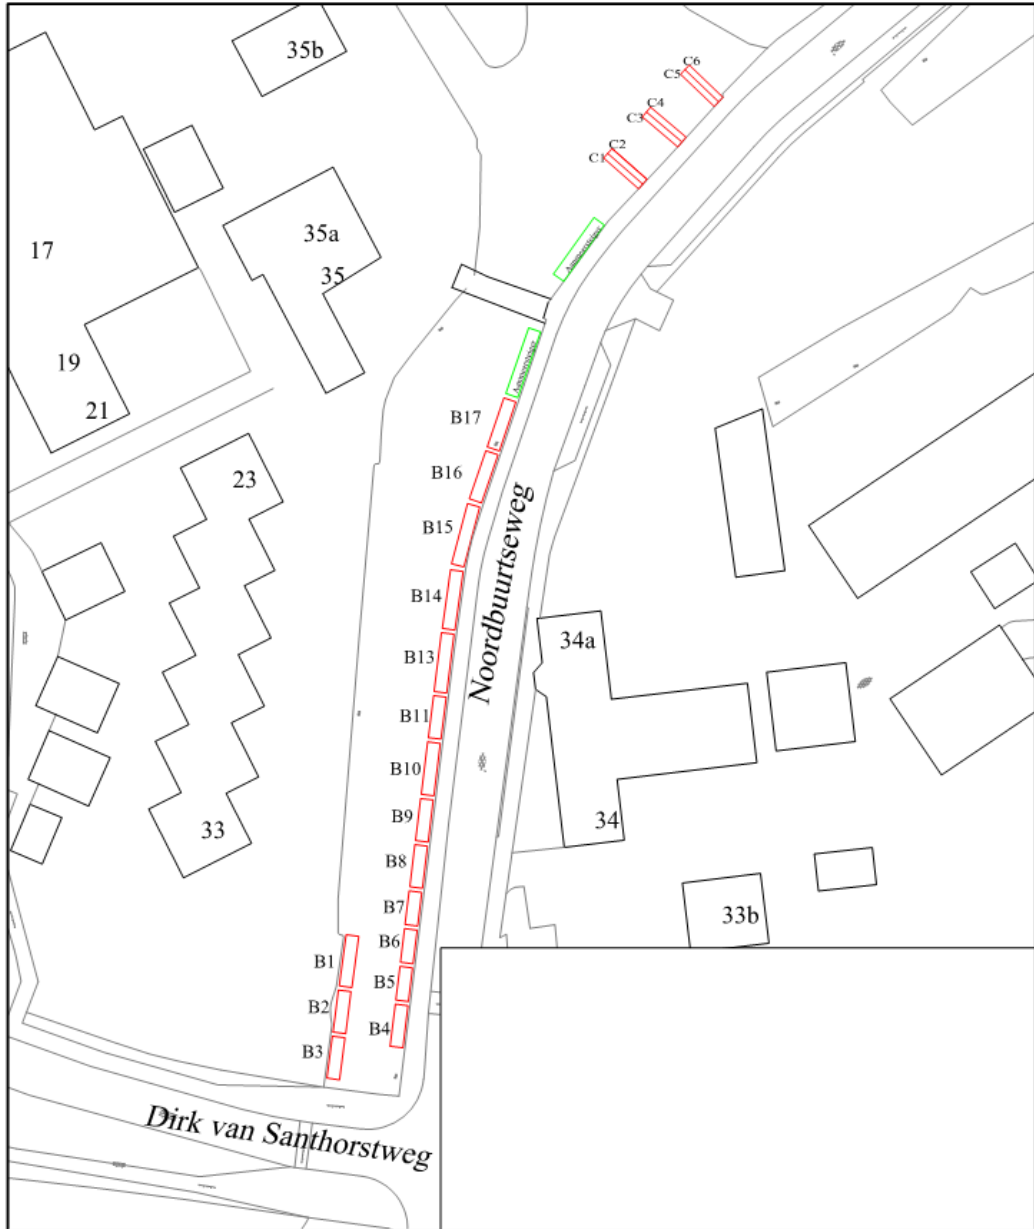 35b
C6
C5
C4
C3
C2
C1
17
35a
35
19
21
B17
B16
23
B15
Noordbuurtseweg
B14
34a
B13
B11
B10
B9
34
33
B8
B7
33b
B6
B1
B5
B2
B4
B3
Dirk van Santhorstweg